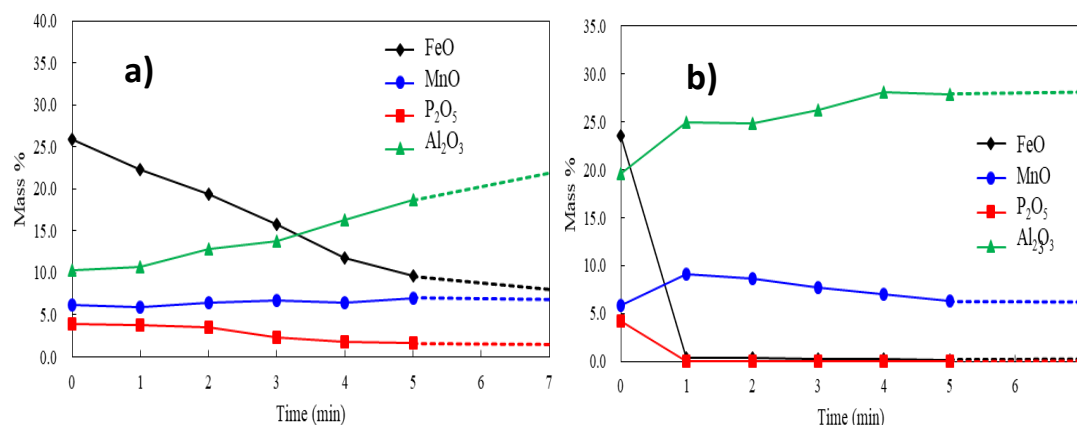 a)
40.0
35.0
30.0
25.0
20.0
15.0
10.0
5.0
0.0
Mass %
0 1 2 3 4 5 6 7
Time (min)
FeO
MnO
P₂O₅
Al₂O₃
b)
35.0
30.0
25.0
20.0
15.0
10.0
5.0
0.0
Mass %
0 1 2 3 4 5 6
Time (min)
FeO
MnO
P₂O₅
Al₂O₃